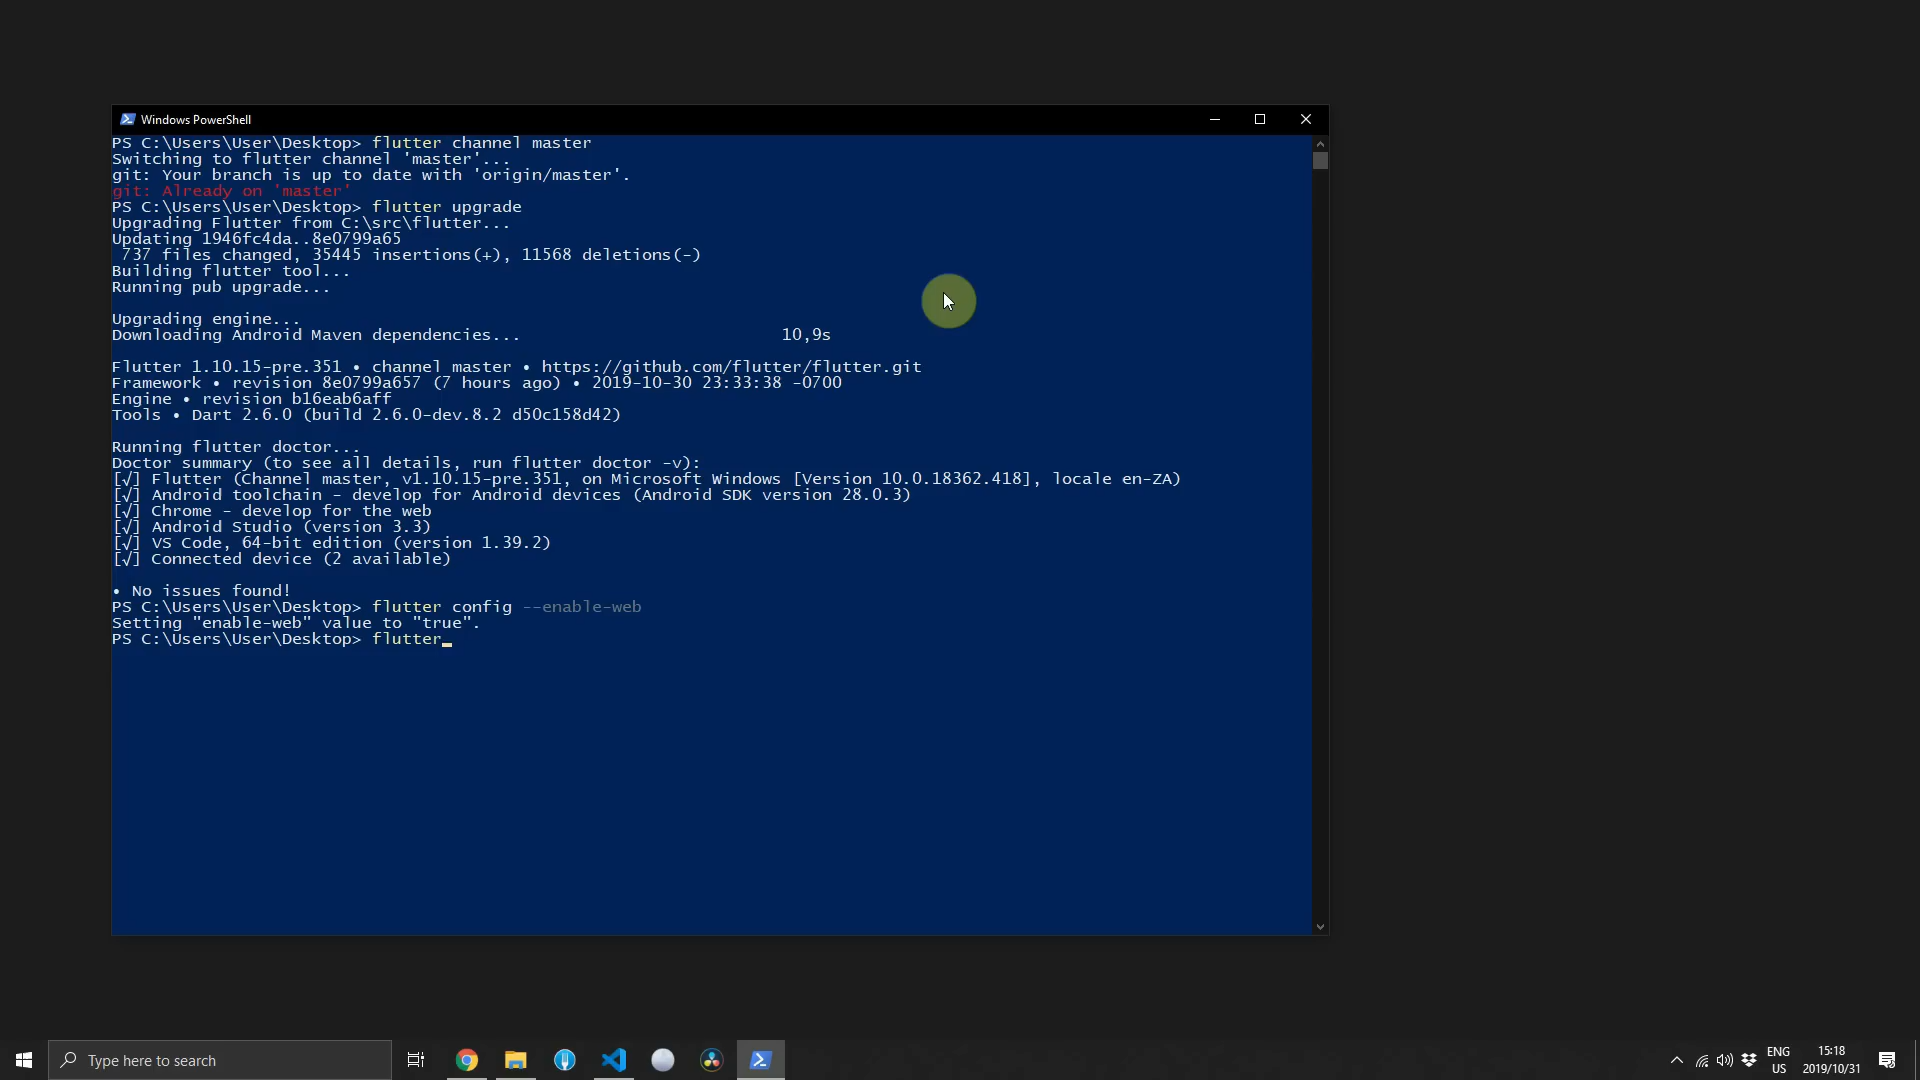 Windows PowerShell
PS C:\Users\User\Desktop> flutter channel master
Switching to flutter channel 'master'...
git: Your branch is up to date with 'origin/master'.
git: Already on 'master'
PS C:\Users\User\Desktop> flutter upgrade
Upgrading Flutter from C:\src\flutter...
Updating 1946fc4da..8e0799a65
737 files changed, 35445 insertions(+), 11568 deletions(-)
Building flutter tool...
Running pub upgrade...
Upgrading engine...
Downloading Android Maven dependencies... 10,9s
Flutter 1.10.15-pre.351 • channel master • https://github.com/flutter/flutter.git
Framework • revision 8e0799a657 (7 hours ago) • 2019-10-30 23:33:38 -0700
Engine • revision b16eab6aff
Tools • Dart 2.6.0 (build 2.6.0-dev.8.2 d50c158d42)
Running flutter doctor...
Doctor summary (to see all details, run flutter doctor -v):
[√] Flutter (Channel master, v1.10.15-pre.351, on Microsoft Windows [Version 10.0.18362.418], locale en-ZA)
[√] Android toolchain - develop for Android devices (Android SDK version 28.0.3)
[√] Chrome - develop for the web
[√] Android Studio (version 3.3)
[√] VS Code, 64-bit edition (version 1.39.2)
[√] Connected device (2 available)
• No issues found!
PS C:\Users\User\Desktop> flutter config --enable-web
Setting "enable-web" value to "true".
PS C:\Users\User\Desktop> flutter
Type here to search
ENG
US
15:18
2019/10/31